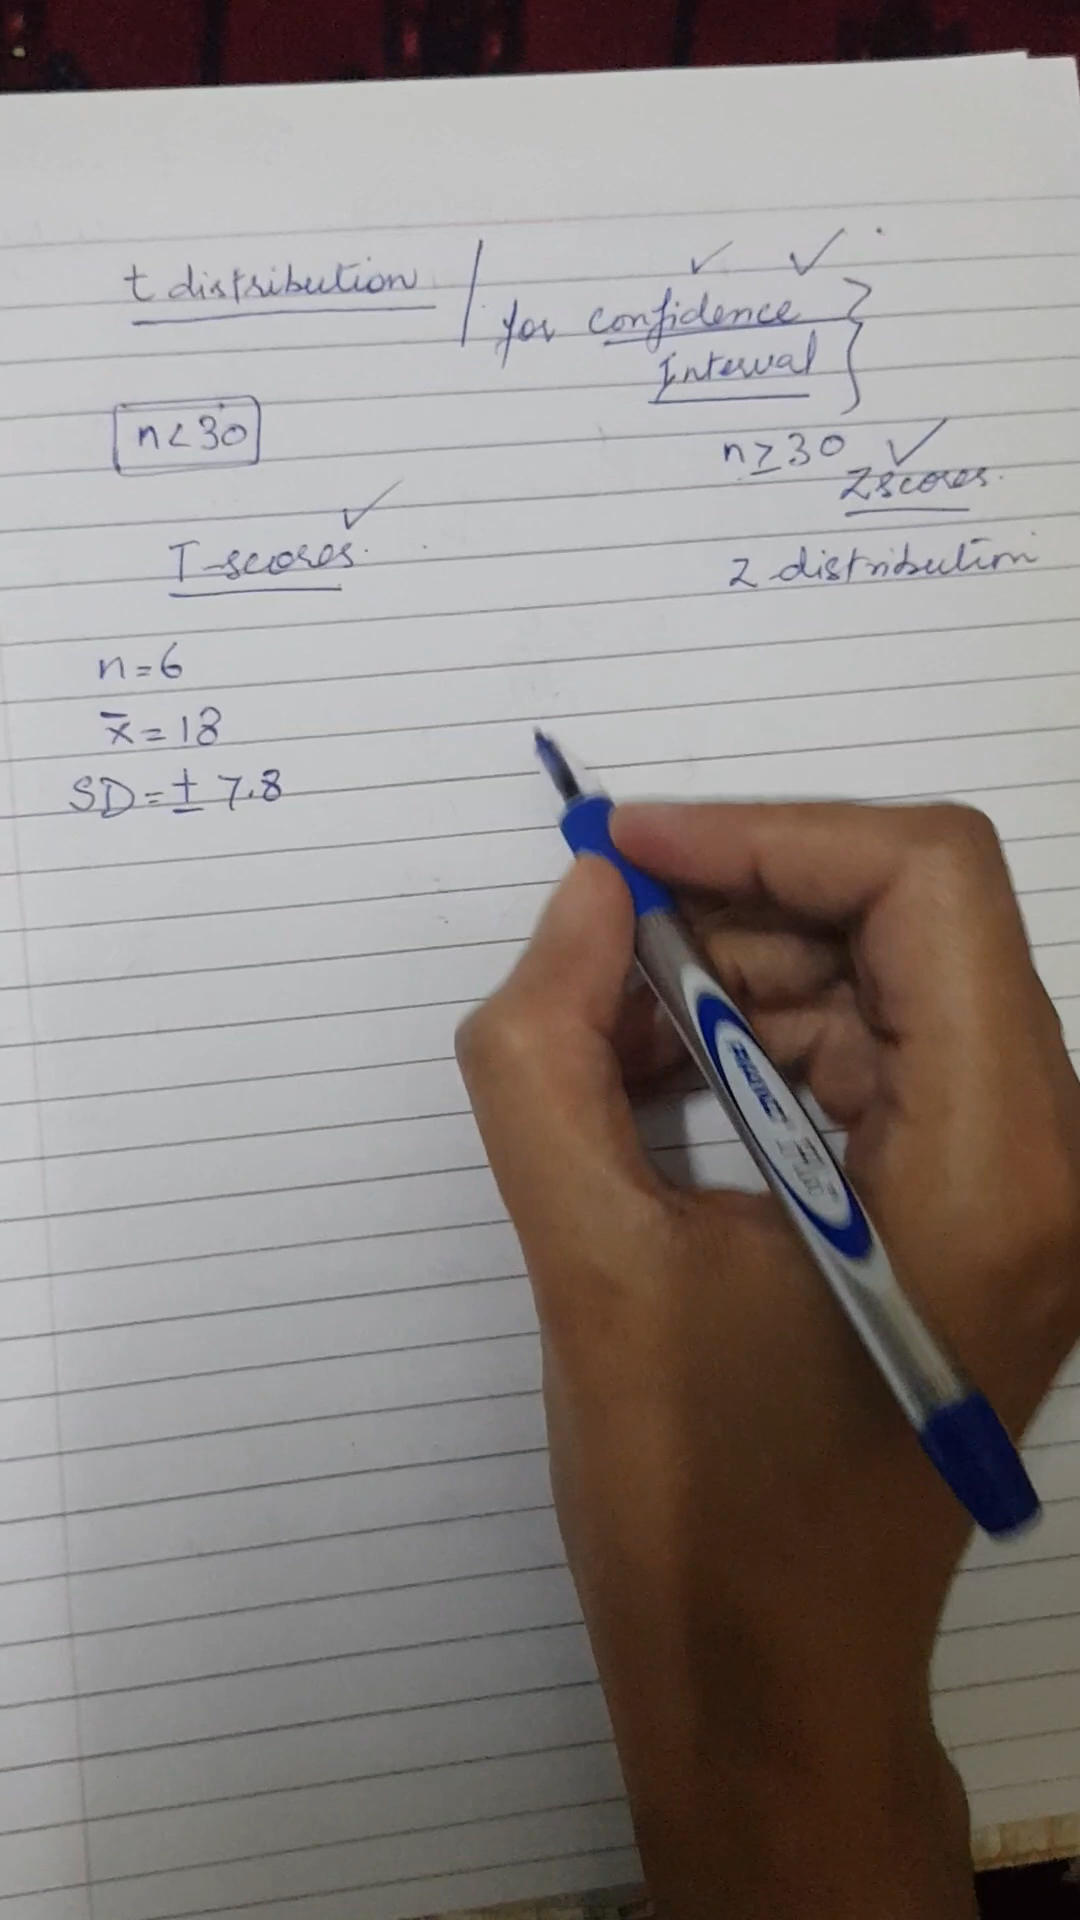 t distribution / for confidence
Interval }
n<30
n≥30 ✓
Z scores.
T-scores.
Z distribution
n=6
x̄=18
SD=± 7.8